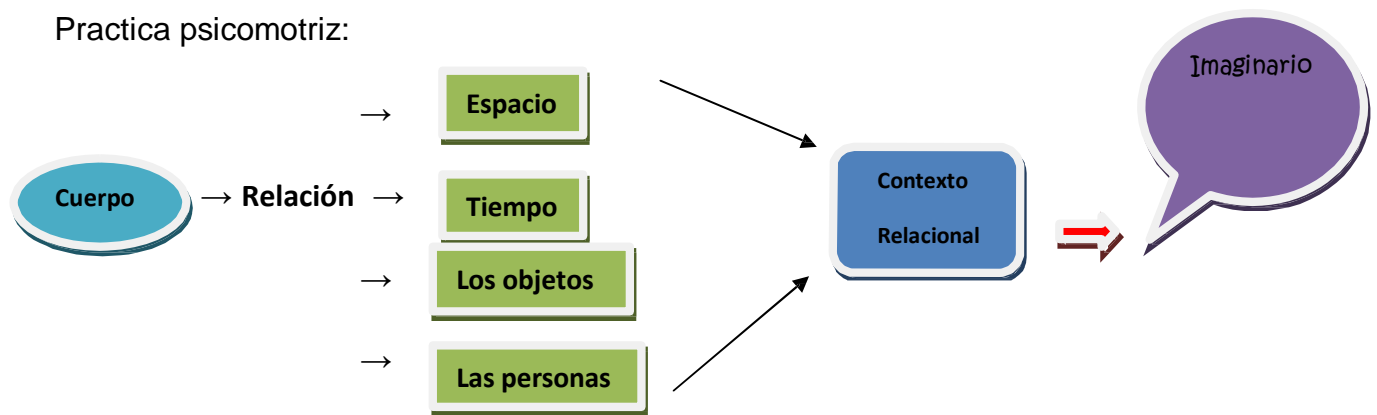 Practica psicomotriz:
Imaginario
→ Espacio
Cuerpo → Relación → Tiempo
Contexto
Relacional
→ Los objetos
→ Las personas